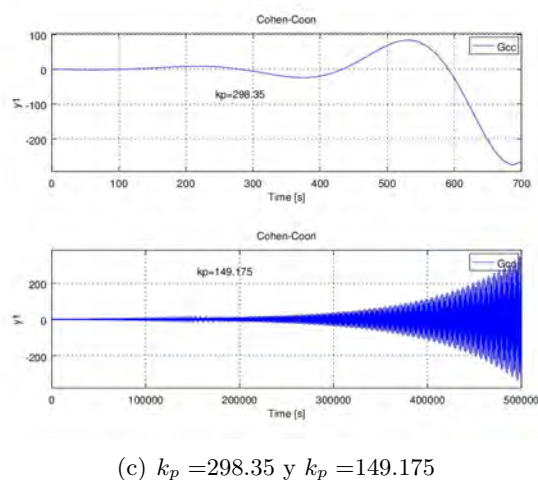 Cohen-Coon
100
0
-100
-200
y1
Gcc
kp=298.35
0 100 200 300 400 500 600 700
Time [s]
Cohen-Coon
200
0
-200
y1
Gcc
kp=149.175
0 100000 200000 300000 400000 500000
Time [s]
(c) kp =298.35 y kp =149.175